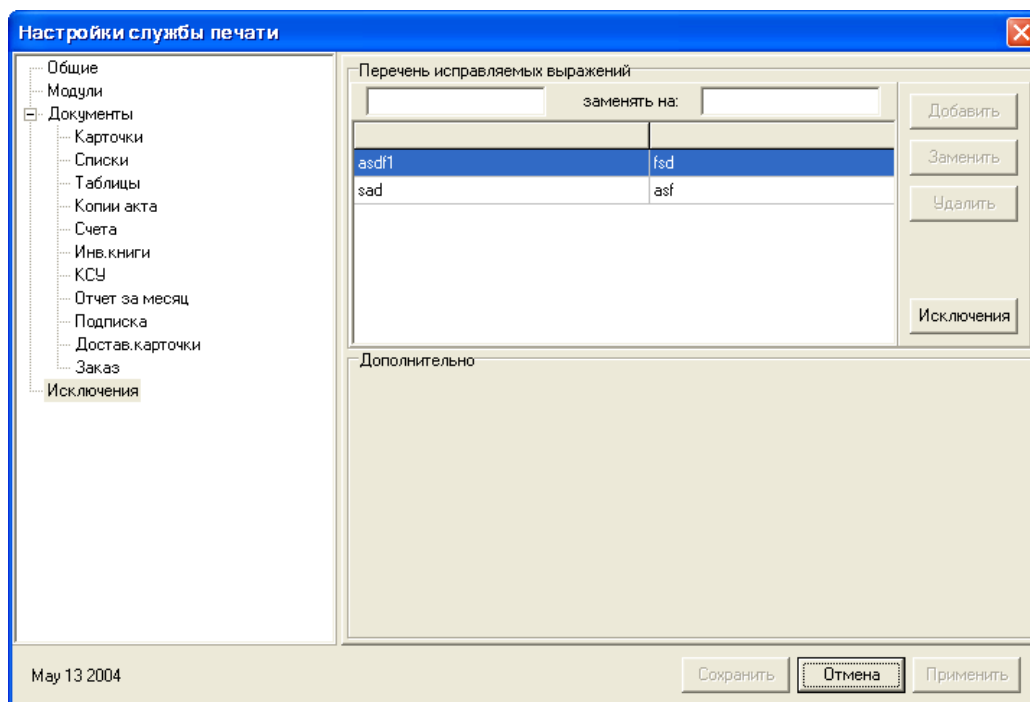 Настройки службы печати
Общие
Модули
Документы
Карточки
Списки
Таблицы
Копии акта
Счета
Инв.книги
КСУ
Отчет за месяц
Подписка
Достав.карточки
Заказ
Исключения
Перечень исправляемых выражений
заменять на:
asdf1 fsd
sad asf
Добавить
Заменить
Удалить
Исключения
Дополнительно
May 13 2004
Сохранить Отмена Применить